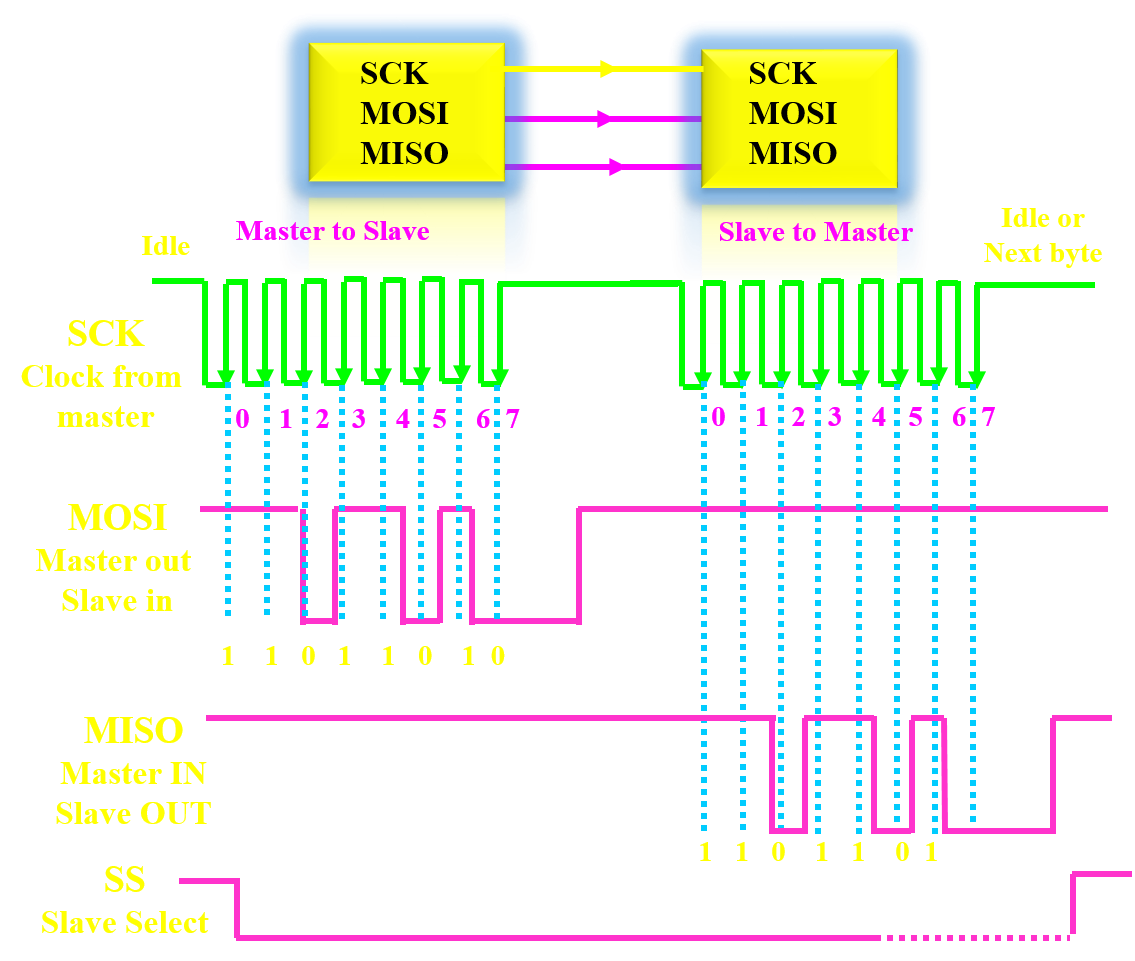 SCK
MOSI
MISO
SCK
MOSI
MISO
Master to Slave
Slave to Master
Idle
Idle or
Next byte
SCK
Clock from
master
0 1 2 3 4 5 6 7
0 1 2 3 4 5 6 7
MOSI
Master out
Slave in
1 1 0 1 1 0 1 0
MISO
Master IN
Slave OUT
1 1 0 1 1 0 1
SS
Slave Select